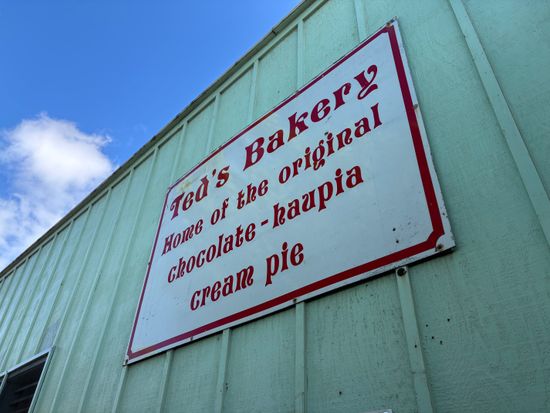 Ted's Bakery
Home of the original
chocolate-haupia
cream pie